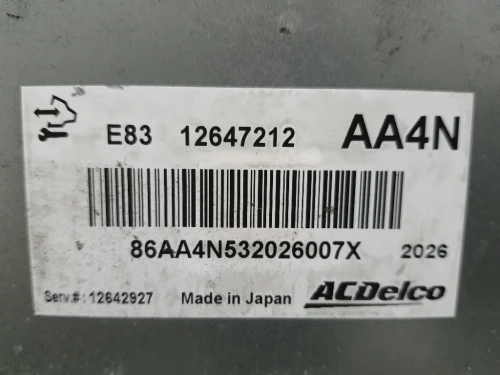 E83 12647212 AA4N
86AA4N532026007X 2026
Serv.#: 12642927 Made in Japan ACDelco